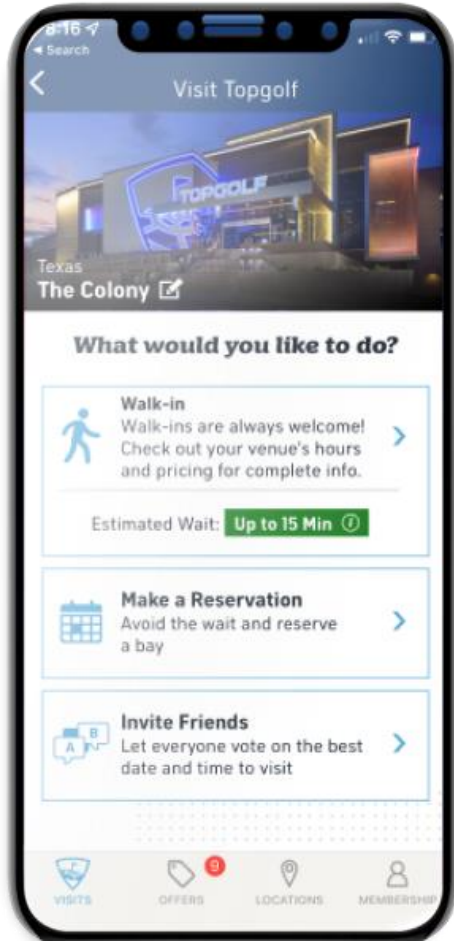 8:16
Search
Visit Topgolf
TOPGOLF
Texas
The Colony
What would you like to do?
Walk-in
Walk-ins are always welcome!
Check out your venue's hours
and pricing for complete info.
Estimated Wait: Up to 15 Min i
Make a Reservation
Avoid the wait and reserve
a bay
Invite Friends
Let everyone vote on the best
date and time to visit
A B
9
VISITS OFFERS LOCATIONS MEMBERSHIP